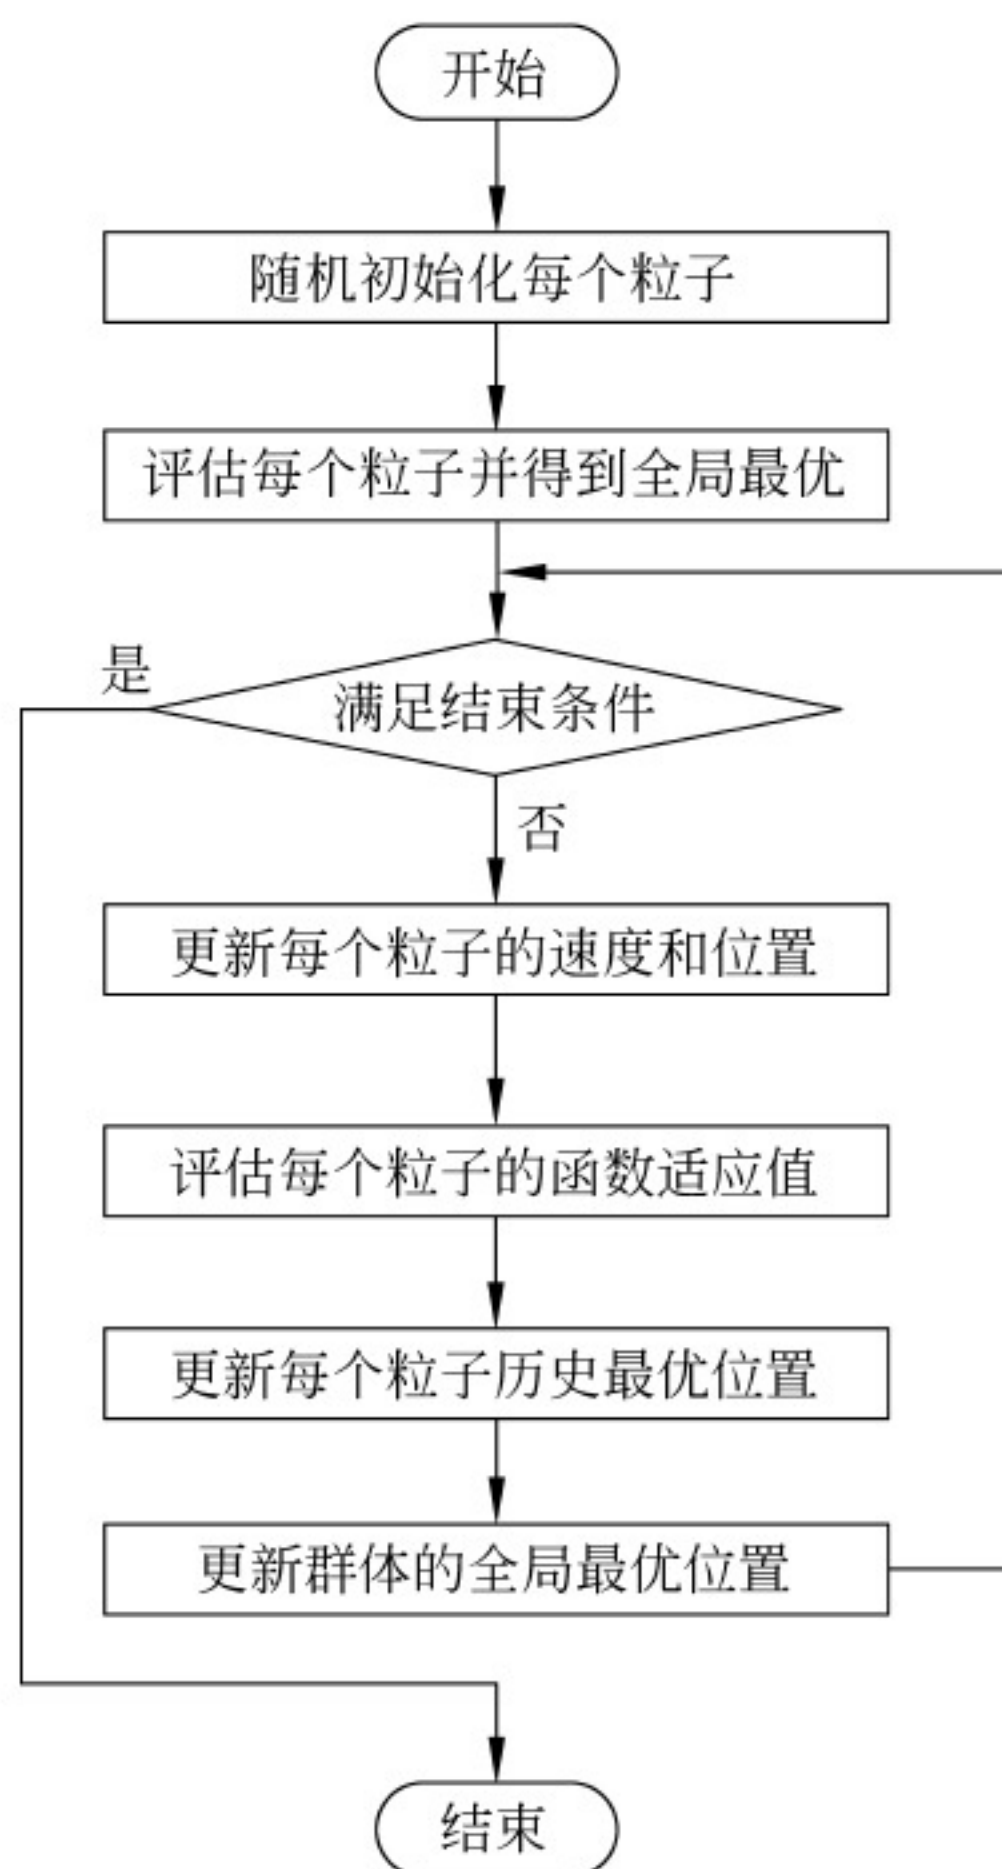 开始
随机初始化每个粒子
评估每个粒子并得到全局最优
是
满足结束条件
否
更新每个粒子的速度和位置
评估每个粒子的函数适应值
更新每个粒子历史最优位置
更新群体的全局最优位置
结束